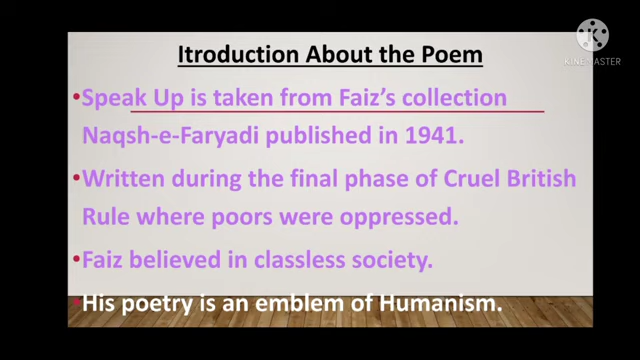 Itroduction About the Poem
KINEMASTER
•Speak Up is taken from Faiz's collection
Naqsh-e-Faryadi published in 1941.
•Written during the final phase of Cruel British
Rule where poors were oppressed.
•Faiz believed in classless society.
•His poetry is an emblem of Humanism.